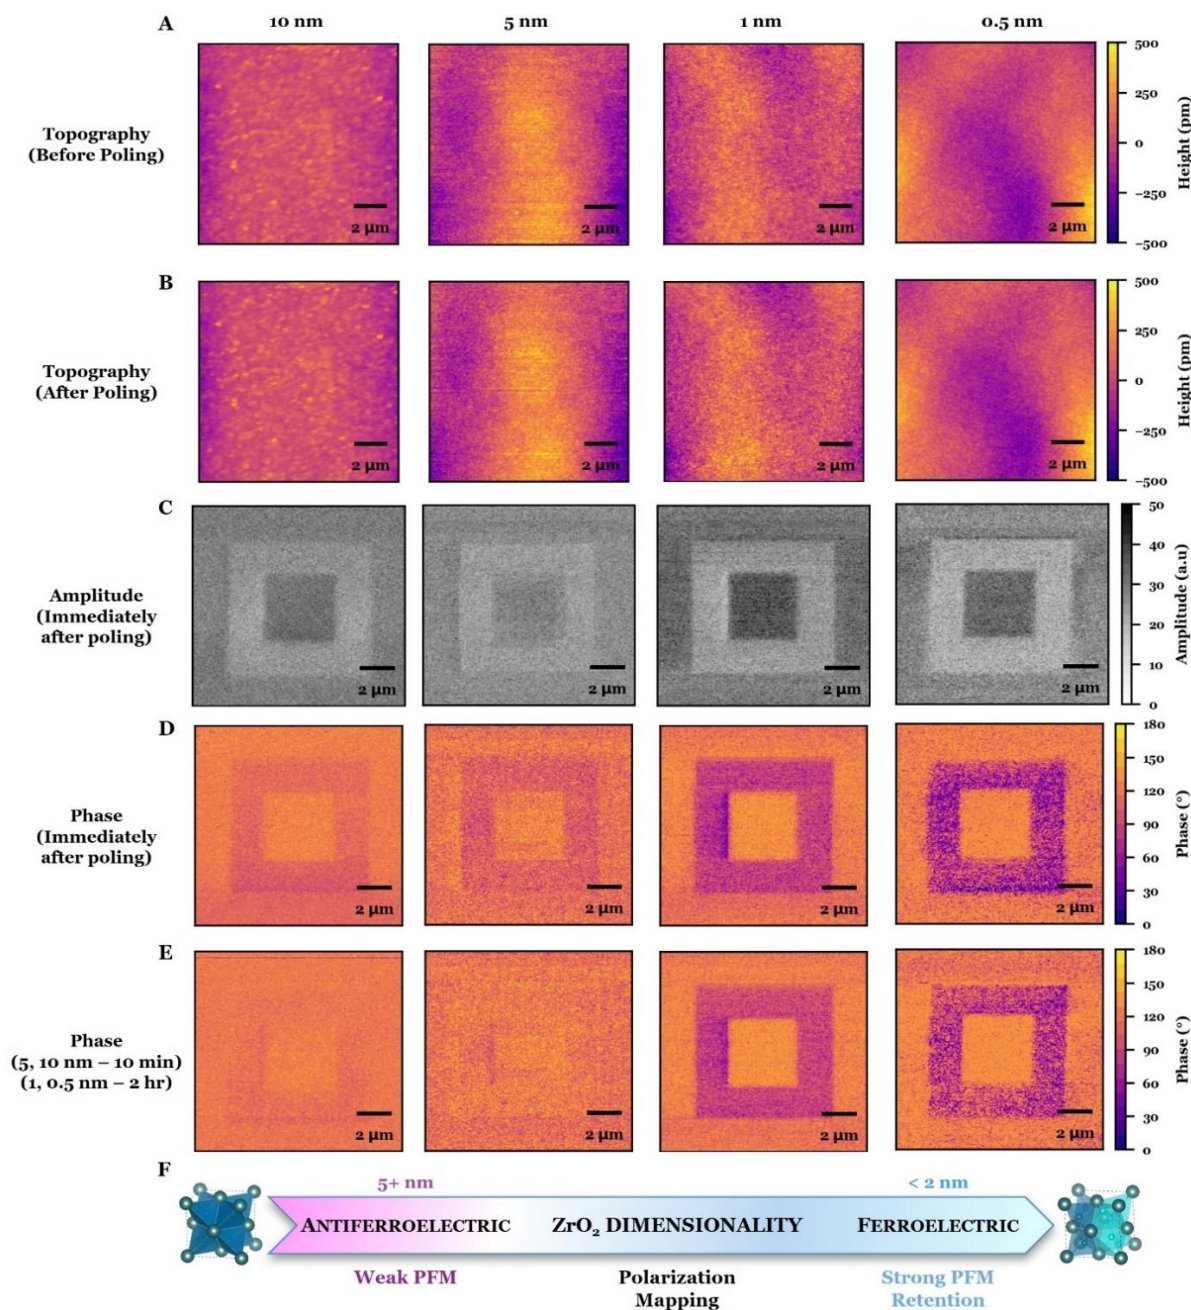 A
10 nm
5 nm
1 nm
0.5 nm
Topography
(Before Poling)
2 µm
2 µm
2 µm
2 µm
500
250
0
−250
−500
Height (pm)
B
Topography
(After Poling)
2 µm
2 µm
2 µm
2 µm
500
250
0
−250
−500
Height (pm)
C
Amplitude
(Immediately
after poling)
2 µm
2 µm
2 µm
2 µm
50
40
30
20
10
0
Amplitude (a.u)
D
Phase
(Immediately
after poling)
2 µm
2 µm
2 µm
2 µm
180
150
120
90
60
30
0
Phase (°)
E
Phase
(5, 10 nm – 10 min)
(1, 0.5 nm – 2 hr)
2 µm
2 µm
2 µm
2 µm
180
150
120
90
60
30
0
Phase (°)
F
5+ nm
< 2 nm
ANTIFERROELECTRIC
ZrO₂ DIMENSIONALITY
FERROELECTRIC
Weak PFM
Polarization
Mapping
Strong PFM
Retention